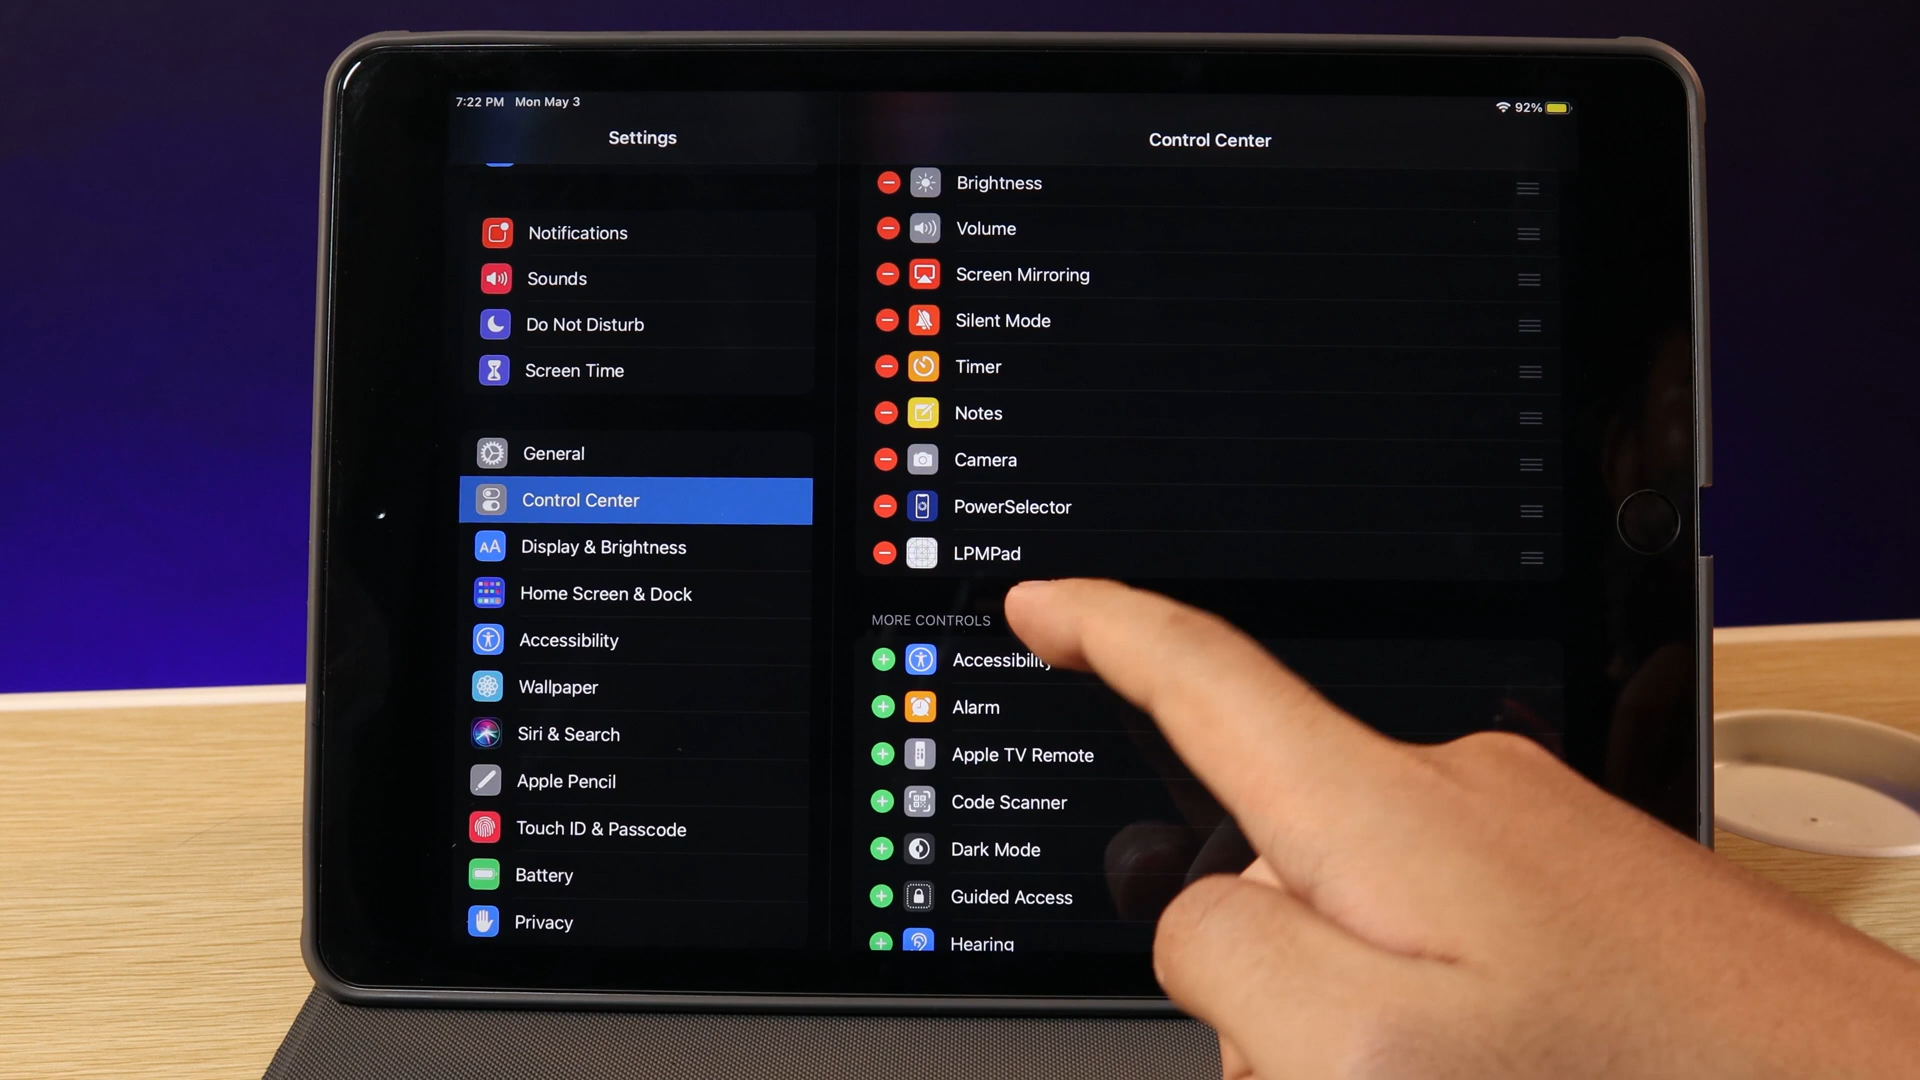 7:22 PM Mon May 3
92%
Settings
Notifications
Sounds
Do Not Disturb
Screen Time
General
Control Center
AA Display & Brightness
Home Screen & Dock
Accessibility
Wallpaper
Siri & Search
Apple Pencil
Touch ID & Passcode
Battery
Privacy
Control Center
Brightness
Volume
Screen Mirroring
Silent Mode
Timer
Notes
Camera
PowerSelector
LPMPad
MORE CONTROLS
Accessibility
Alarm
Apple TV Remote
Code Scanner
Dark Mode
Guided Access
Hearing